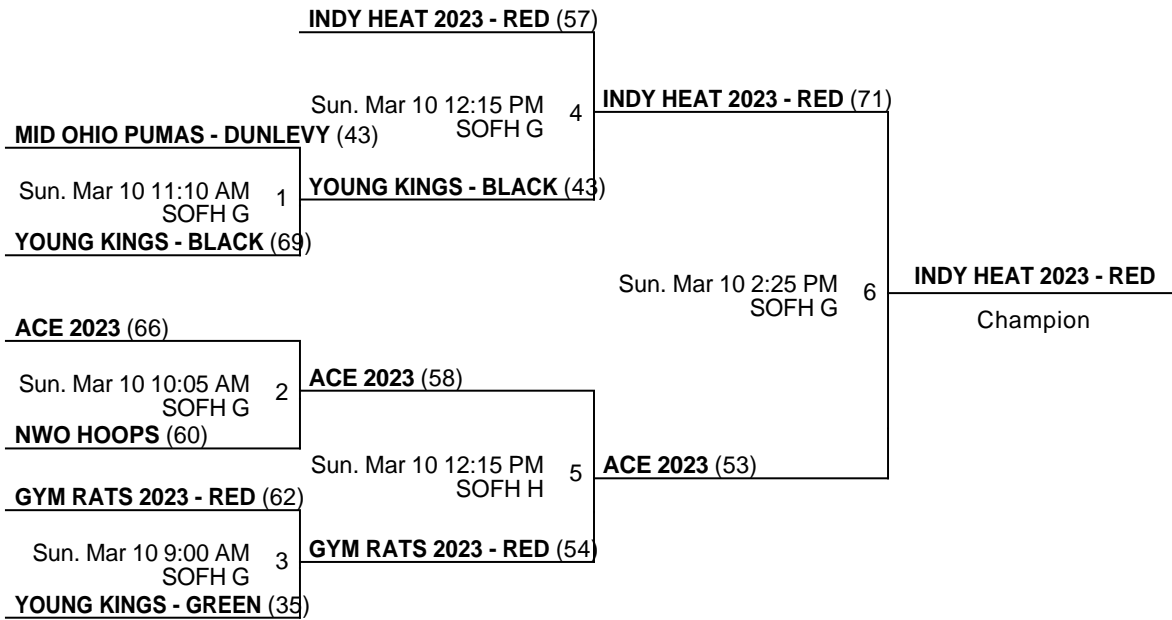 INDY HEAT 2023 - RED (57)
Sun. Mar 10 12:15 PM
SOFH G
4
INDY HEAT 2023 - RED (71)
MID OHIO PUMAS - DUNLEVY (43)
Sun. Mar 10 11:10 AM
SOFH G
1
YOUNG KINGS - BLACK (43)
YOUNG KINGS - BLACK (69)
Sun. Mar 10 2:25 PM
SOFH G
6
INDY HEAT 2023 - RED
Champion
ACE 2023 (66)
Sun. Mar 10 10:05 AM
SOFH G
2
ACE 2023 (58)
NWO HOOPS (60)
Sun. Mar 10 12:15 PM
SOFH H
5
ACE 2023 (53)
GYM RATS 2023 - RED (62)
Sun. Mar 10 9:00 AM
SOFH G
3
GYM RATS 2023 - RED (54)
YOUNG KINGS - GREEN (35)